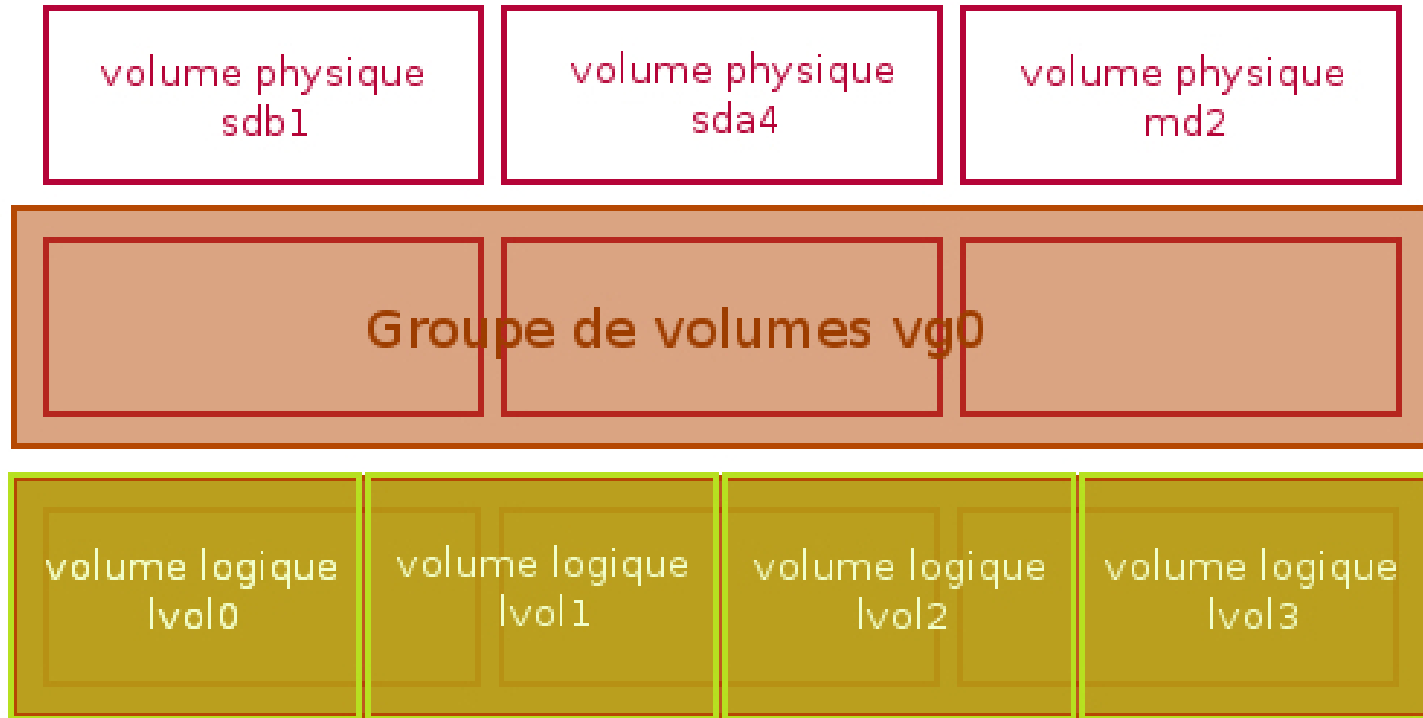 volume physique
sdb1
volume physique
sda4
volume physique
md2
Groupe de volumes vg0
volume logique
lvol0
volume logique
lvol1
volume logique
lvol2
volume logique
lvol3